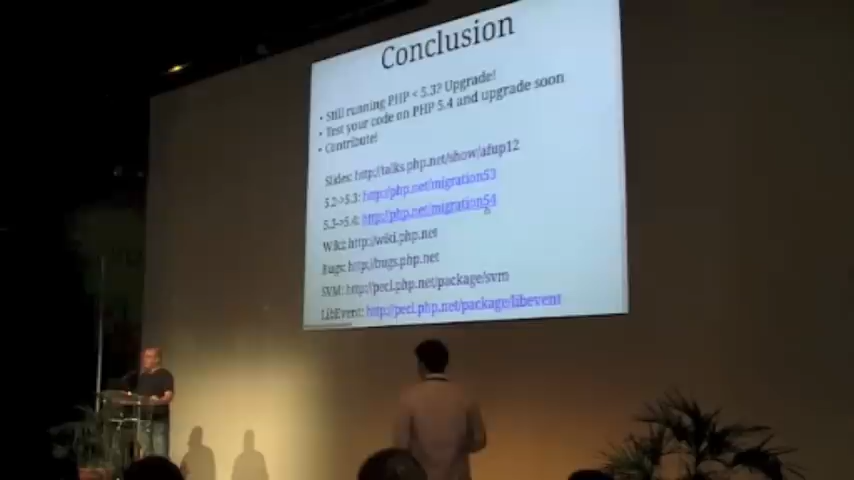 Conclusion
• Still running PHP < 5.3? Upgrade!
• Test your code on PHP 5.4 and upgrade soon
• Contribute!
Slides: http://talks.php.net/show/afup12
5.2->5.3: http://php.net/migration53
5.3->5.4: http://php.net/migration54
Wiki: http://wiki.php.net
Bugs: http://bugs.php.net
SVM: http://pecl.php.net/package/svm
LibEvent: http://pecl.php.net/package/libevent